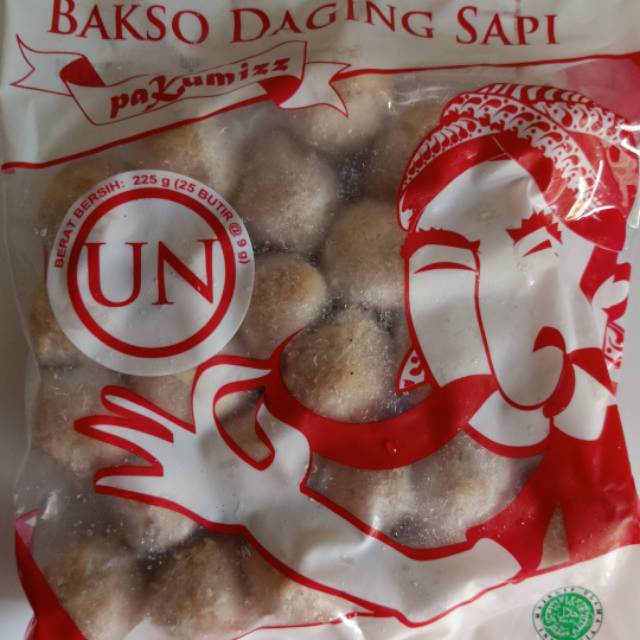 BAKSO DAGING SAPI
paKumizz
BERAT BERSIH: 225 g (25 BUTIR @ 9 g)
UN